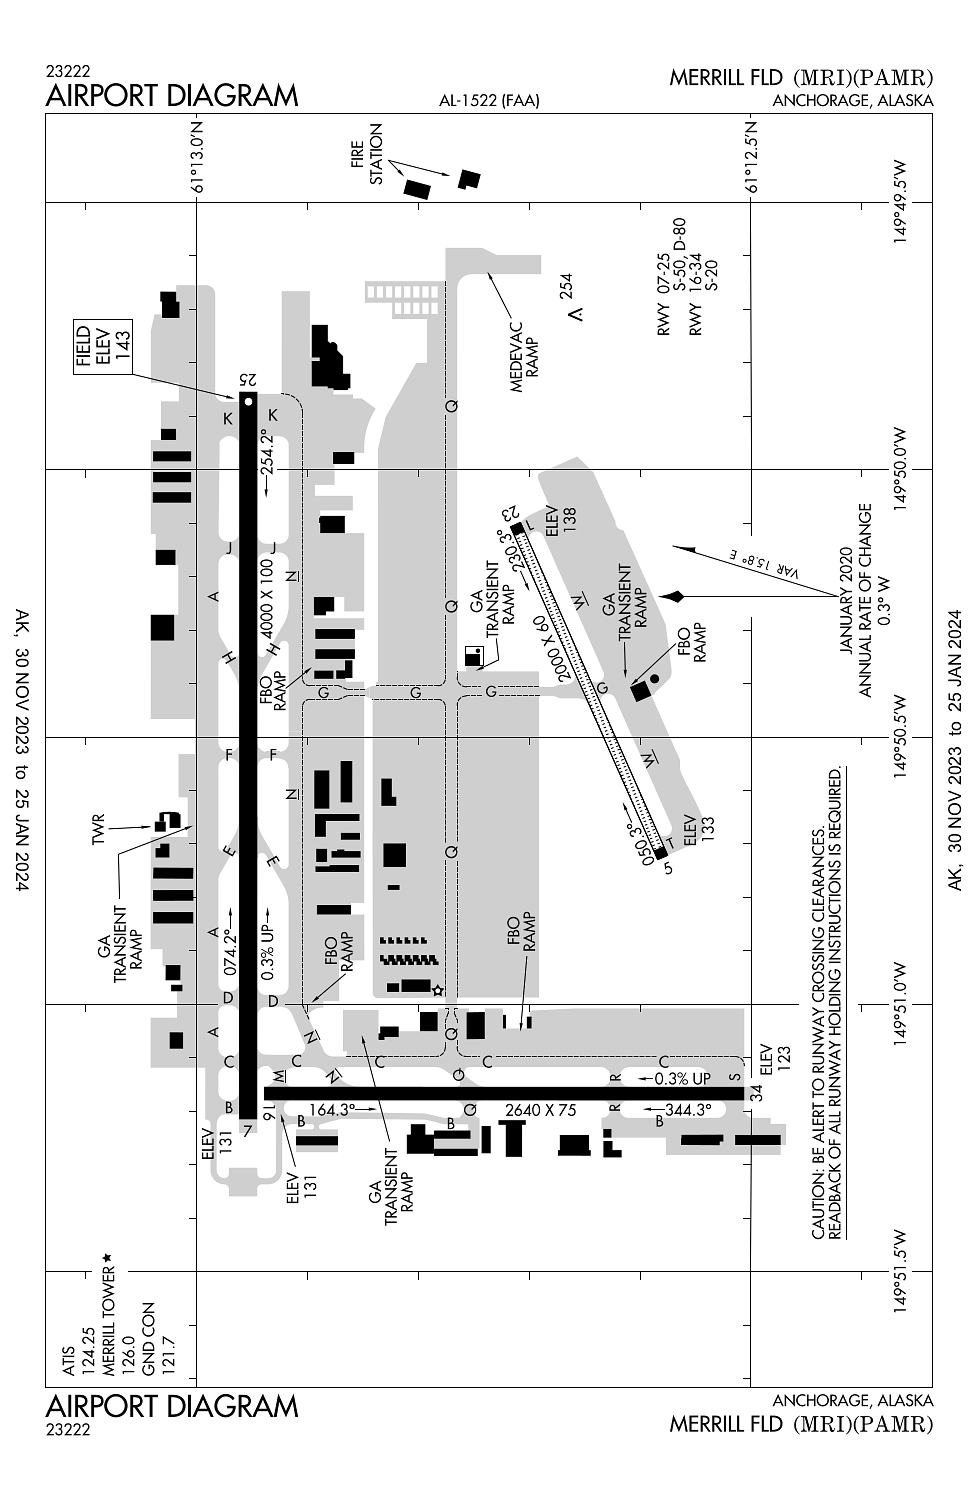 23222
AIRPORT DIAGRAM
AL-1522 (FAA)
MERRILL FLD (MRI)(PAMR)
ANCHORAGE, ALASKA
61°13.0'N
61°12.5'N
FIRE
STATION
149°49.5'W
RWY 07-25
S-50, D-80
RWY 16-34
S-20
254
MEDEVAC
RAMP
FIELD
ELEV
143
25
K
K
Q
254.2°
149°50.0'W
23
1
ELEV
138
230.3°
J
J
N
A
4000 X 100
Q
GA
TRANSIENT
RAMP
W
GA
TRANSIENT
RAMP
VAR 15.8° E
JANUARY 2020
ANNUAL RATE OF CHANGE
0.3° W
H
H
2000 X 60
FBO
RAMP
FBO
RAMP
G
G
G
G
F
F
149°50.5'W
W
N
TWR
E
E
Q
050.3°
T
5
ELEV
133
GA
TRANSIENT
RAMP
A
074.2°
0.3% UP
FBO
RAMP
FBO
RAMP
D
D
149°51.0'W
A
N
Q
C
C
C
C
C
M
N
Q
R
S
0.3% UP
ELEV
123
B
16
34
7
164.3°
2640 X 75
344.3°
B
Q
B
R
B
ELEV
131
ELEV
131
GA
TRANSIENT
RAMP
CAUTION: BE ALERT TO RUNWAY CROSSING CLEARANCES.
READBACK OF ALL RUNWAY HOLDING INSTRUCTIONS IS REQUIRED.
149°51.5'W
ATIS
124.25
MERRILL TOWER ★
126.0
GND CON
121.7
AK, 30 NOV 2023 to 25 JAN 2024
AK, 30 NOV 2023 to 25 JAN 2024
AIRPORT DIAGRAM
23222
ANCHORAGE, ALASKA
MERRILL FLD (MRI)(PAMR)